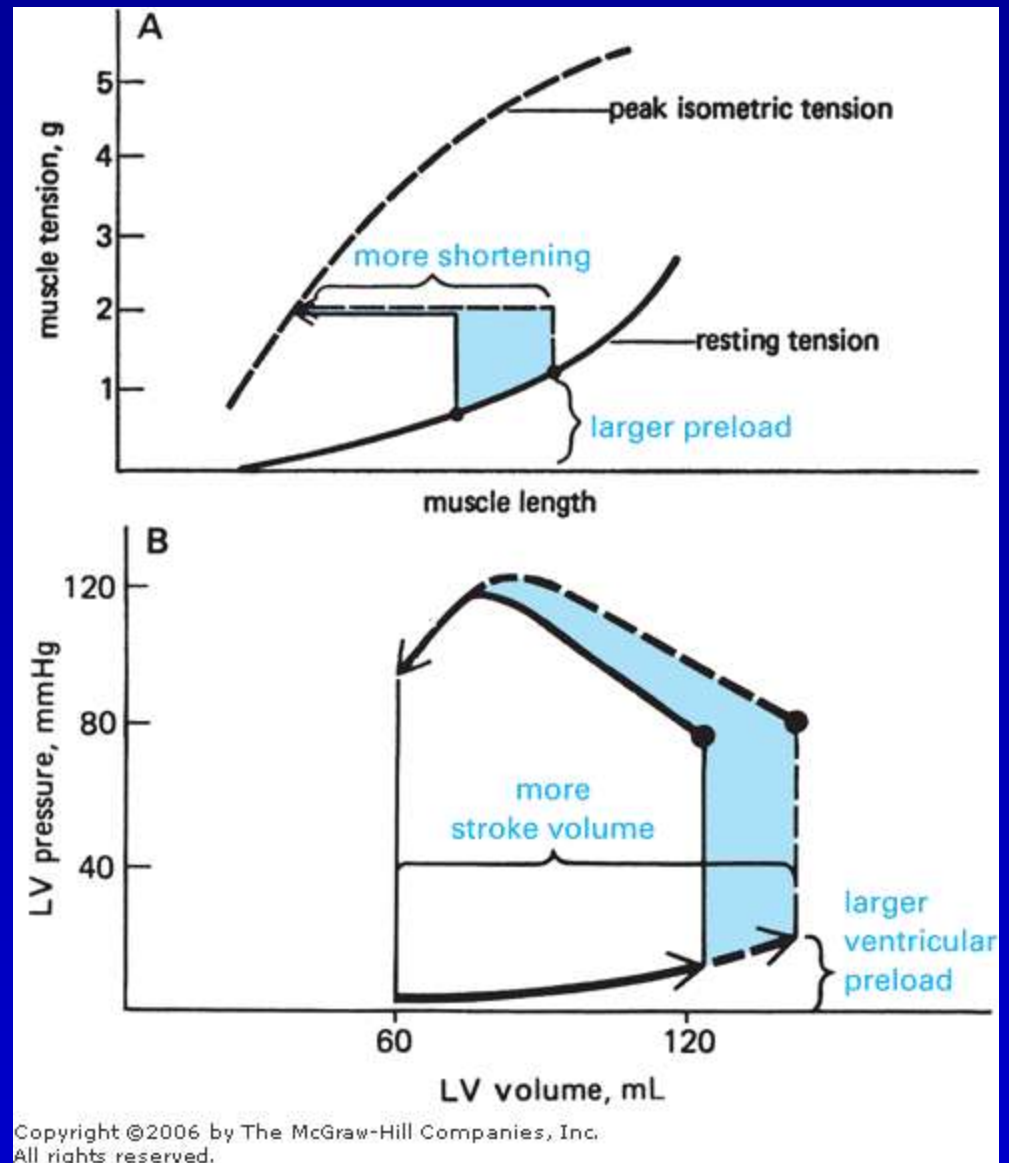 A
5
4
3
2
1
muscle tension, g
peak isometric tension
more shortening
resting tension
larger preload
muscle length
B
120
80
40
LV pressure, mmHg
more
stroke volume
larger
ventricular
preload
60
120
LV volume, mL
Copyright ©2006 by The McGraw-Hill Companies, Inc.
All rights reserved.